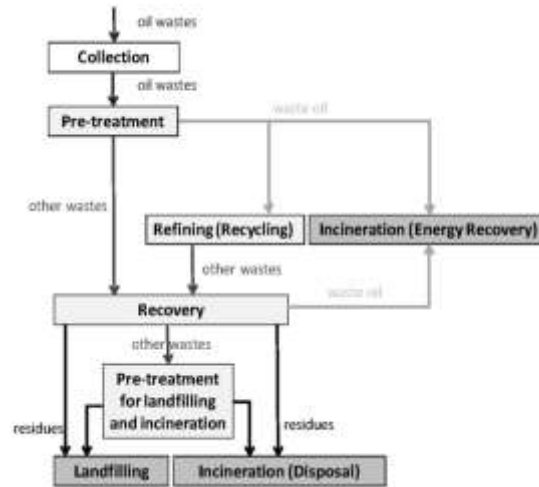 oil wastes
Collection
oil wastes
Pre-treatment
waste oil
other wastes
Refining (Recycling)
Incineration (Energy Recovery)
other wastes
waste oil
Recovery
other wastes
Pre-treatment
for landfilling
and incineration
residues
residues
Landfilling
Incineration (Disposal)